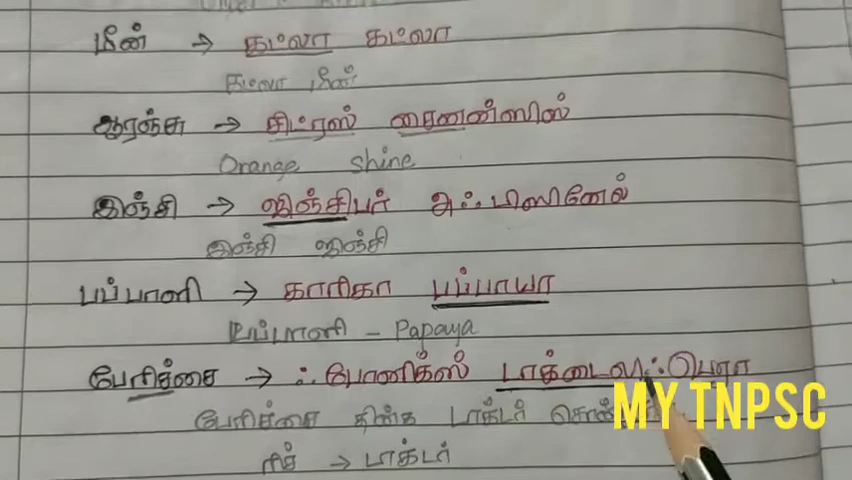 மீன் → கட்லா கட்லா
கட்லா மீன்
ஆரஞ்சு → சிட்ரஸ் சைனன்ஸிஸ்
Orange Shine
இஞ்சி → ஜிஞ்சிபர் அஃபிஸினேல்
இஞ்சி ஜிஞ்சி
பப்பாளி → காரிகா பப்பாயா
பப்பாளி - Papaya
பேரிச்சை → ஃபோனிக்ஸ் டாக்டைலிஃபெரா
பேரிச்சை தின்க டாக்டர்
ரிச் → டாக்டர்
MY TNPSC